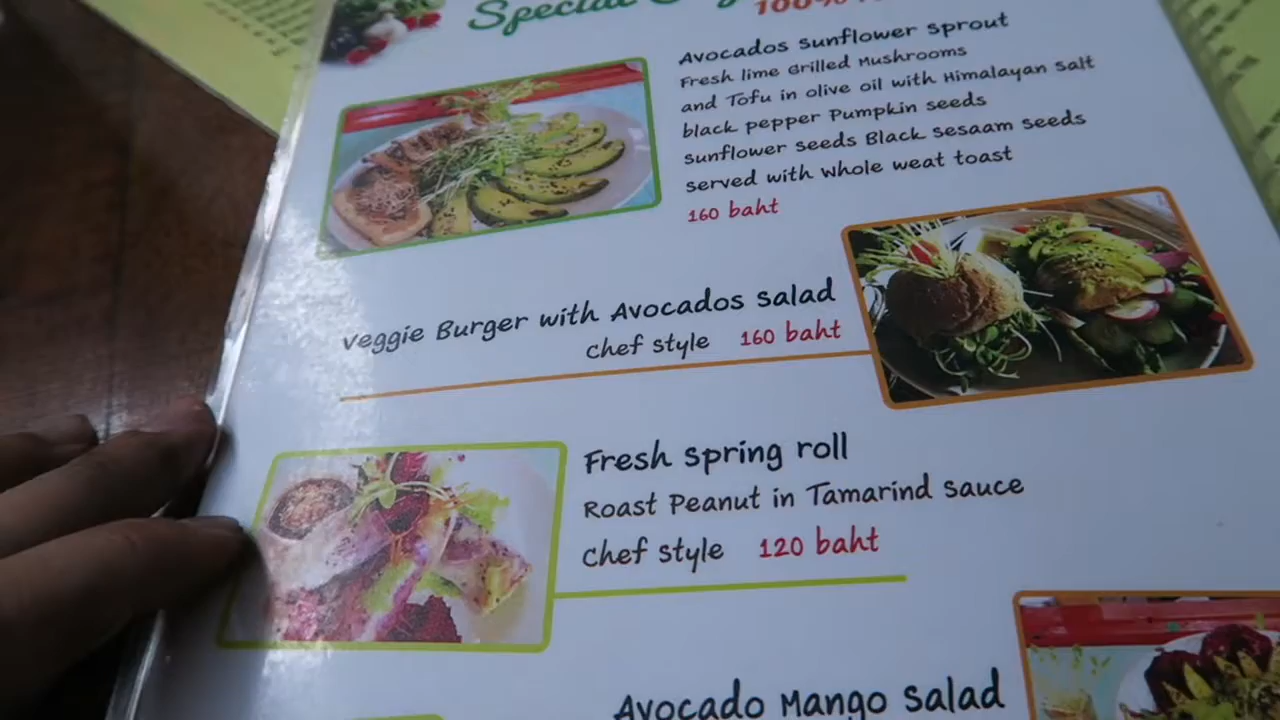 Special
100%
Avocados sunflower sprout
Fresh lime Grilled Mushrooms
and Tofu in olive oil with Himalayan salt
black pepper Pumpkin seeds
sunflower seeds Black sesaam seeds
served with whole weat toast
160 baht
veggie Burger with Avocados salad
chef style 160 baht
Fresh spring roll
Roast Peanut in Tamarind sauce
chef style 120 baht
Avocado Mango salad